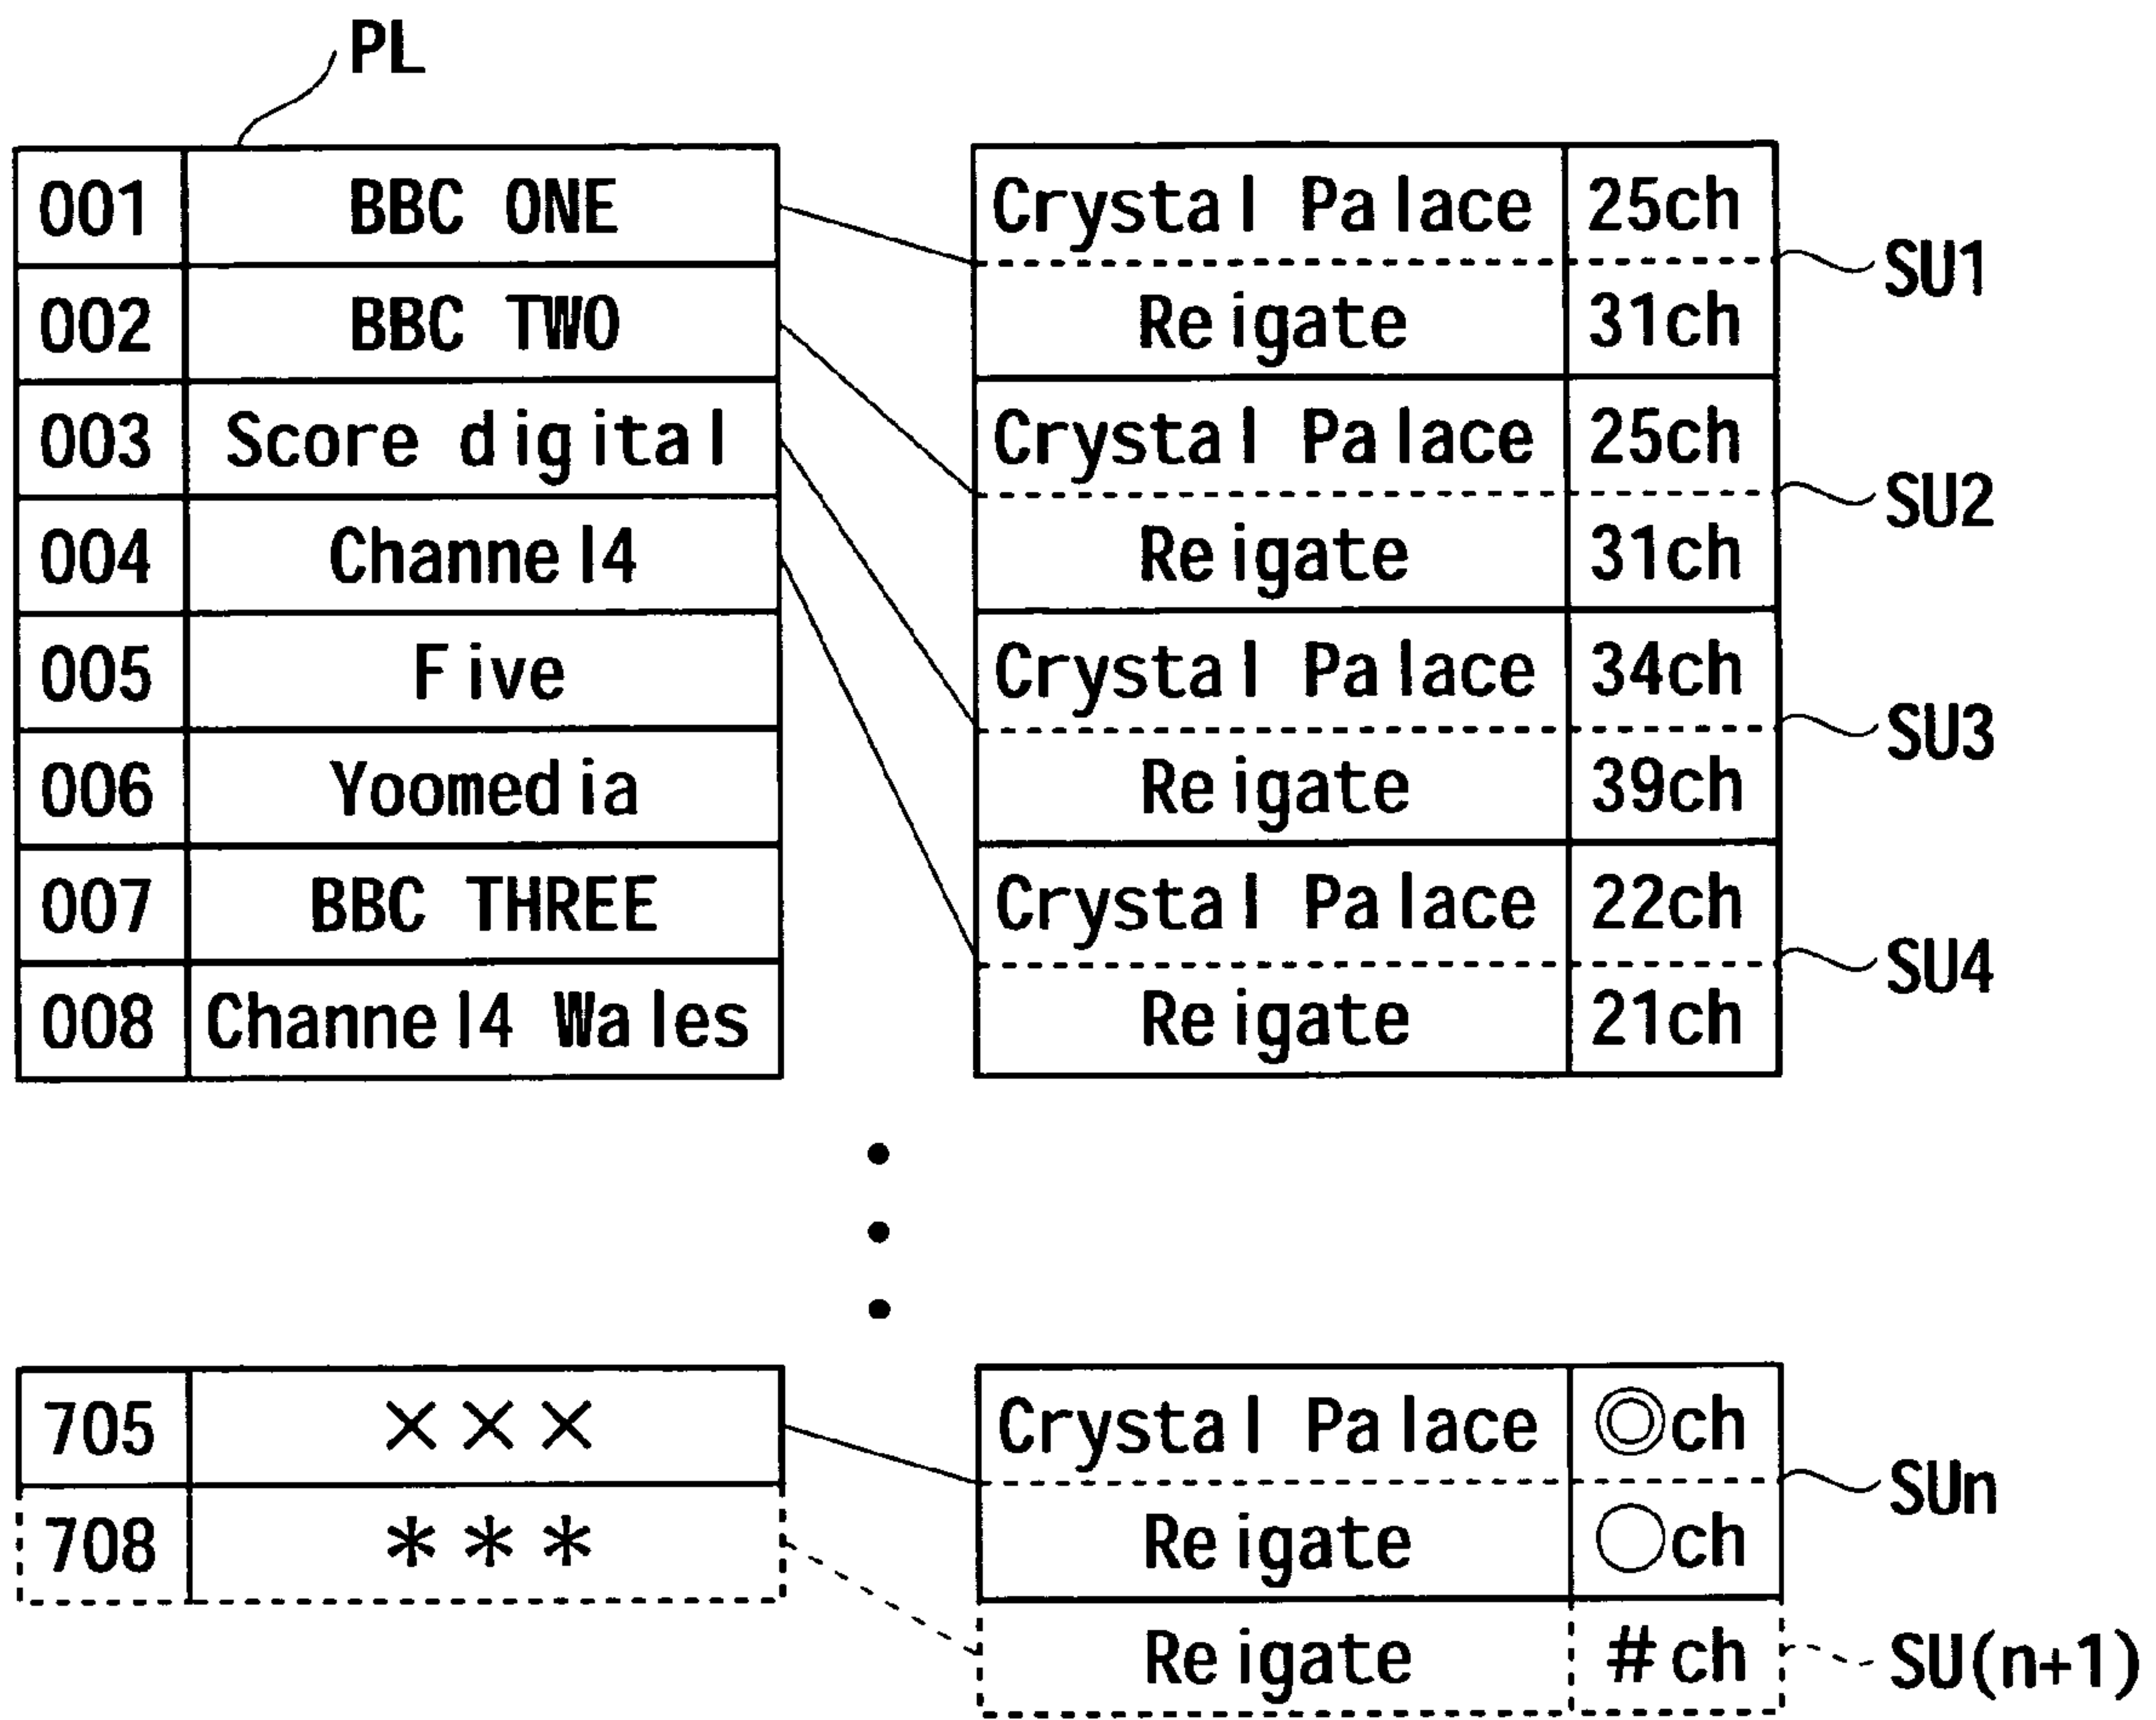 PL
001 BBC ONE
002 BBC TWO
003 Score digital
004 Channel4
005 Five
006 Yoomedia
007 BBC THREE
008 Channel4 Wales
Crystal Palace 25ch
Reigate 31ch
SU1
Crystal Palace 25ch
Reigate 31ch
SU2
Crystal Palace 34ch
Reigate 39ch
SU3
Crystal Palace 22ch
Reigate 21ch
SU4
705 ×××
708 ***
Crystal Palace ◎ch
Reigate ○ch
SUn
Reigate #ch
SU(n+1)